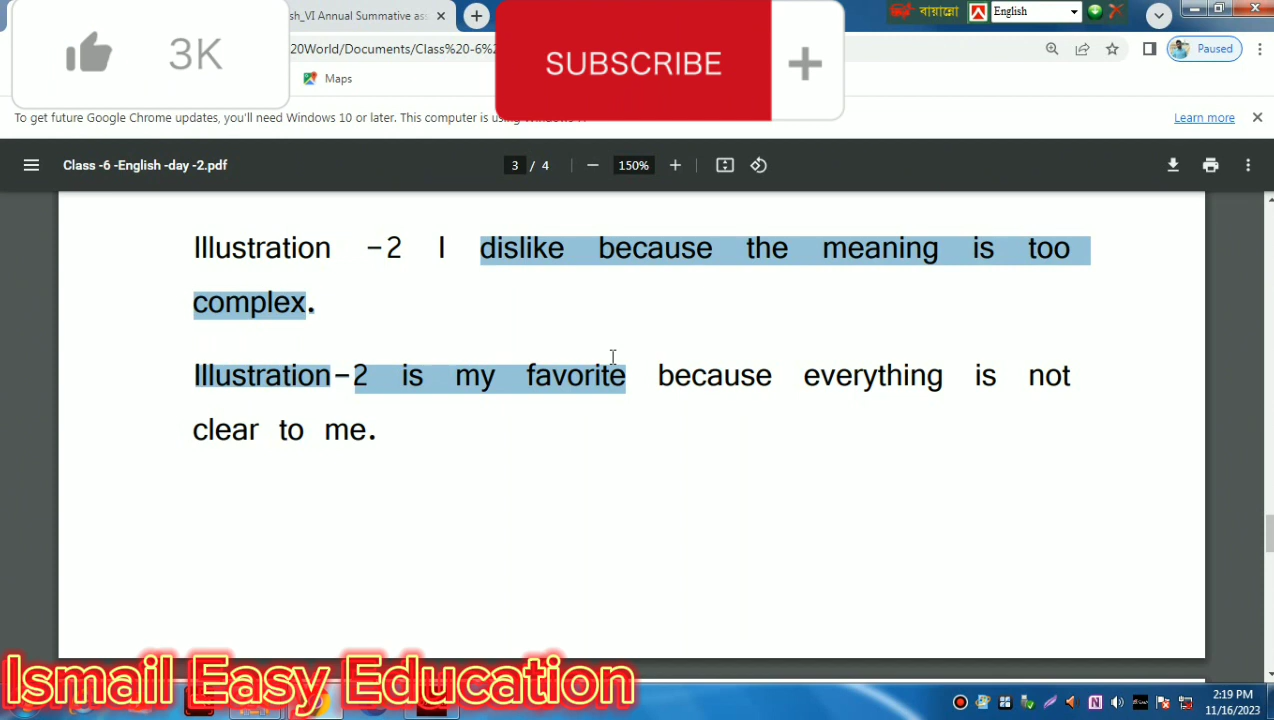 sh_VI Annual Summative ass
বায়ান্নো
English
3K
SUBSCRIBE
20World/Documents/Class%20-6%2
Paused
Maps
To get future Google Chrome updates, you'll need Windows 10 or later. This computer is using
Learn more
Class -6 -English -day -2.pdf
3 / 4
150%
Illustration -2 I dislike because the meaning is too
complex.
Illustration-2 is my favorite because everything is not
clear to me.
Ismail Easy Education
2:19 PM
11/16/2023